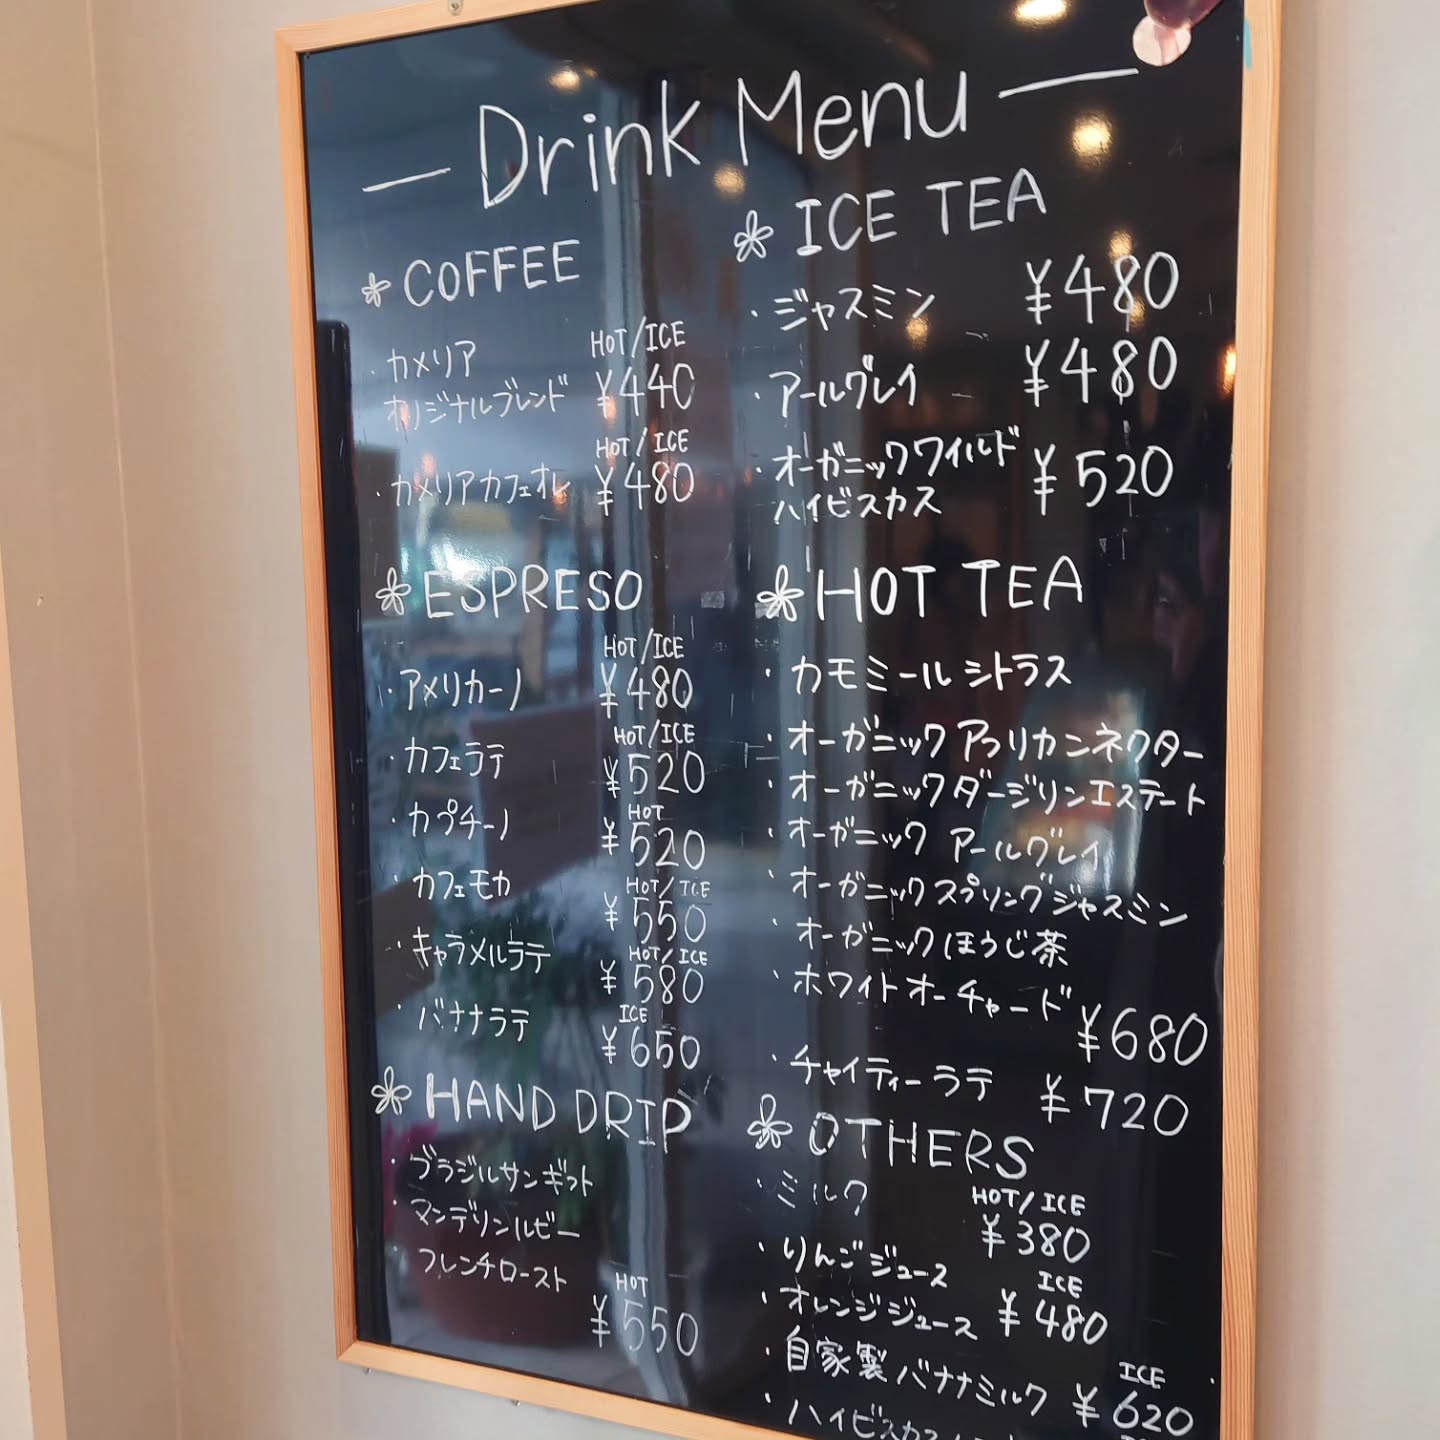 Drink Menu
COFFEE
・カメリア HOT/ICE
オリジナルブレンド ¥440
HOT/ICE
・カメリアカフェオレ ¥480
ESPRESO
HOT/ICE
・アメリカーノ ¥480
HOT/ICE
・カフェラテ ¥520
HOT
・カプチーノ ¥520
HOT/ICE
・カフェモカ ¥550
HOT/ICE
・キャラメルラテ ¥580
ICE
・バナナラテ ¥650
HAND DRIP
・ブラジルサンギフト
・マンデリンルビー
・フレンチロースト HOT
¥550
ICE TEA
・ジャスミン ¥480
・アールグレイ ¥480
・オーガニックワイルド ¥520
ハイビスカス
HOT TEA
・カモミールシトラス
・オーガニックアフリカンネクター
・オーガニックダージリンエステート
・オーガニック アールグレイ
・オーガニックスプリングジャスミン
・オーガニックほうじ茶
・ホワイトオーチャード ¥680
・チャイティーラテ ¥720
OTHERS
・ミルク HOT/ICE
¥380
・りんごジュース ICE
・オレンジジュース ¥480
・自家製バナナミルク ICE
¥620
・ハイビスカス